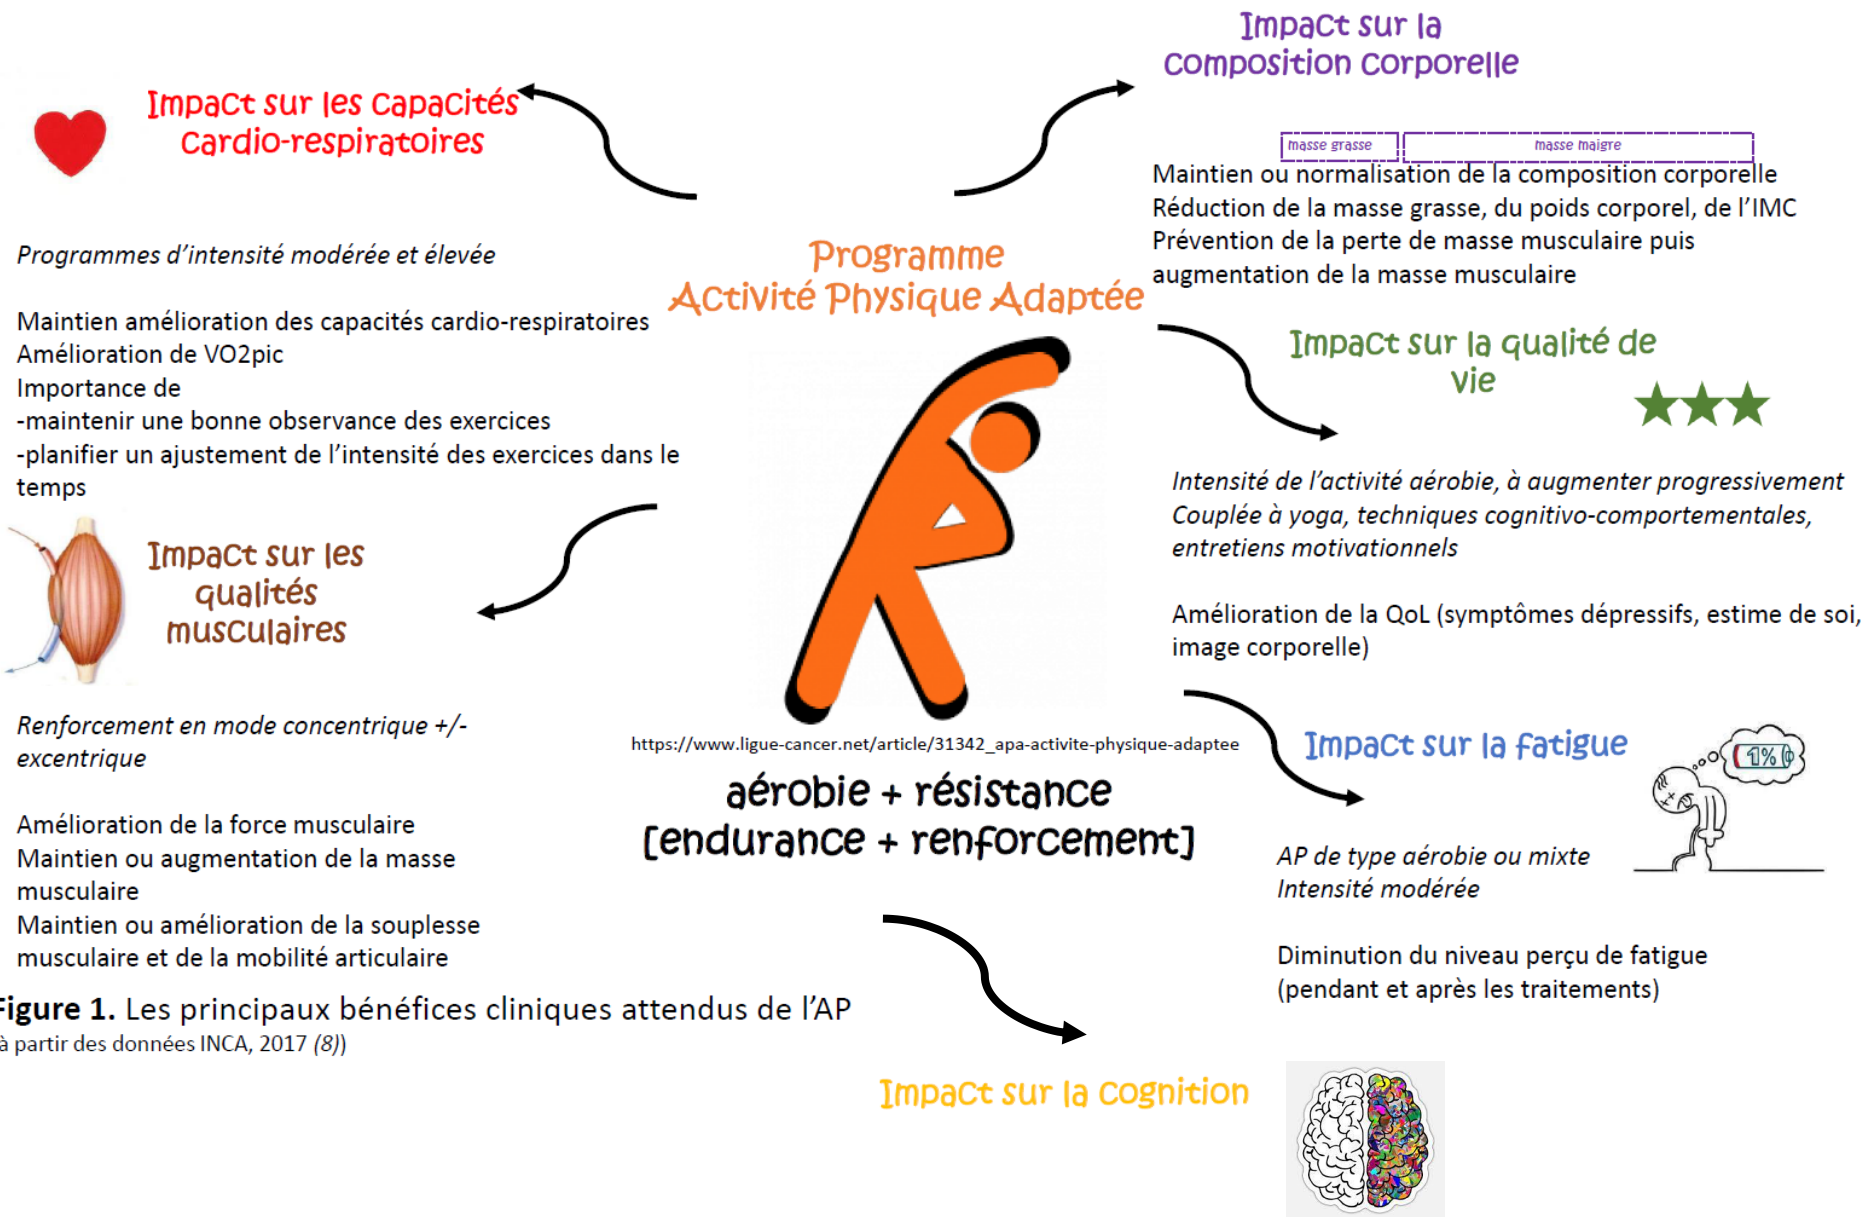 Impact sur les capacités
cardio-respiratoires
Programmes d’intensité modérée et élevée
Maintien amélioration des capacités cardio-respiratoires
Amélioration de VO2pic
Importance de
-maintenir une bonne observance des exercices
-planifier un ajustement de l’intensité des exercices dans le
temps
Impact sur les
qualités
musculaires
Renforcement en mode concentrique +/-
excentrique
Amélioration de la force musculaire
Maintien ou augmentation de la masse
musculaire
Maintien ou amélioration de la souplesse
musculaire et de la mobilité articulaire
Programme
Activité Physique Adaptée
https://www.ligue-cancer.net/article/31342_apa-activite-physique-adaptee
aérobie + résistance
[endurance + renforcement]
Impact sur la
composition corporelle
masse grasse
masse maigre
Maintien ou normalisation de la composition corporelle
Réduction de la masse grasse, du poids corporel, de l’IMC
Prévention de la perte de masse musculaire puis
augmentation de la masse musculaire
Impact sur la qualité de
vie
Intensité de l’activité aérobie, à augmenter progressivement
Couplée à yoga, techniques cognitivo-comportementales,
entretiens motivationnels
Amélioration de la QoL (symptômes dépressifs, estime de soi,
image corporelle)
Impact sur la fatigue
1%
AP de type aérobie ou mixte
Intensité modérée
Diminution du niveau perçu de fatigue
(pendant et après les traitements)
Impact sur la cognition
Figure 1. Les principaux bénéfices cliniques attendus de l’AP
à partir des données INCA, 2017 (8))